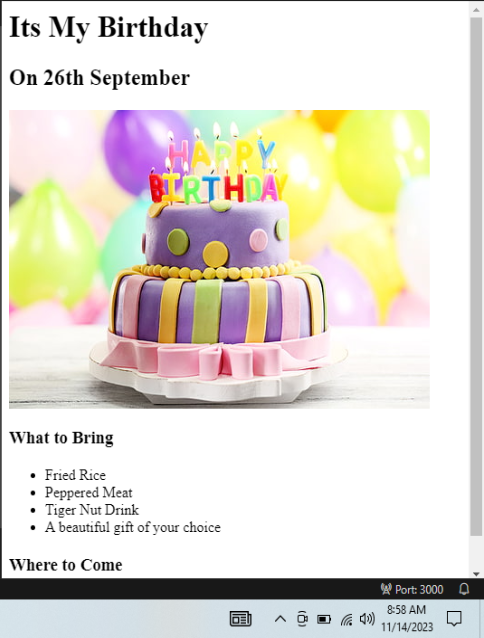 Its My Birthday
On 26th September
HAPPY
BIRTHDAY
What to Bring
Fried Rice
Peppered Meat
Tiger Nut Drink
A beautiful gift of your choice
Where to Come
Port: 3000
8:58 AM
11/14/2023